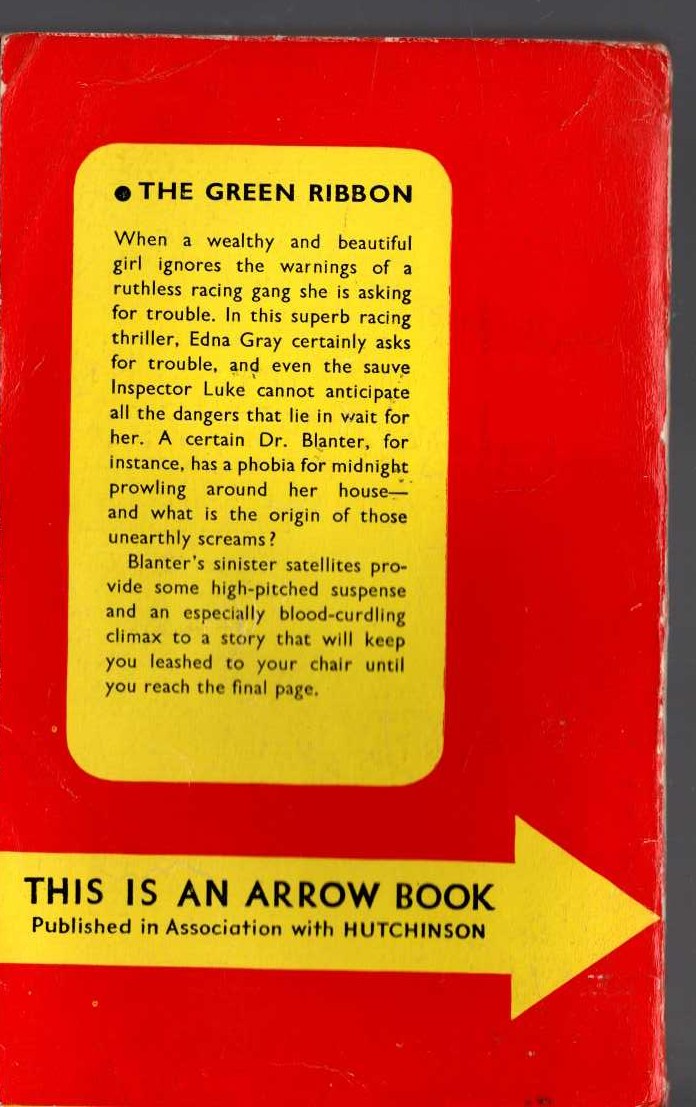 ● THE GREEN RIBBON
When a wealthy and beautiful
girl ignores the warnings of a
ruthless racing gang she is asking
for trouble. In this superb racing
thriller, Edna Gray certainly asks
for trouble, and even the sauve
Inspector Luke cannot anticipate
all the dangers that lie in wait for
her. A certain Dr. Blanter, for
instance, has a phobia for midnight
prowling around her house—
and what is the origin of those
unearthly screams?
Blanter's sinister satellites pro-
vide some high-pitched suspense
and an especially blood-curdling
climax to a story that will keep
you leashed to your chair until
you reach the final page.
THIS IS AN ARROW BOOK
Published in Association with HUTCHINSON